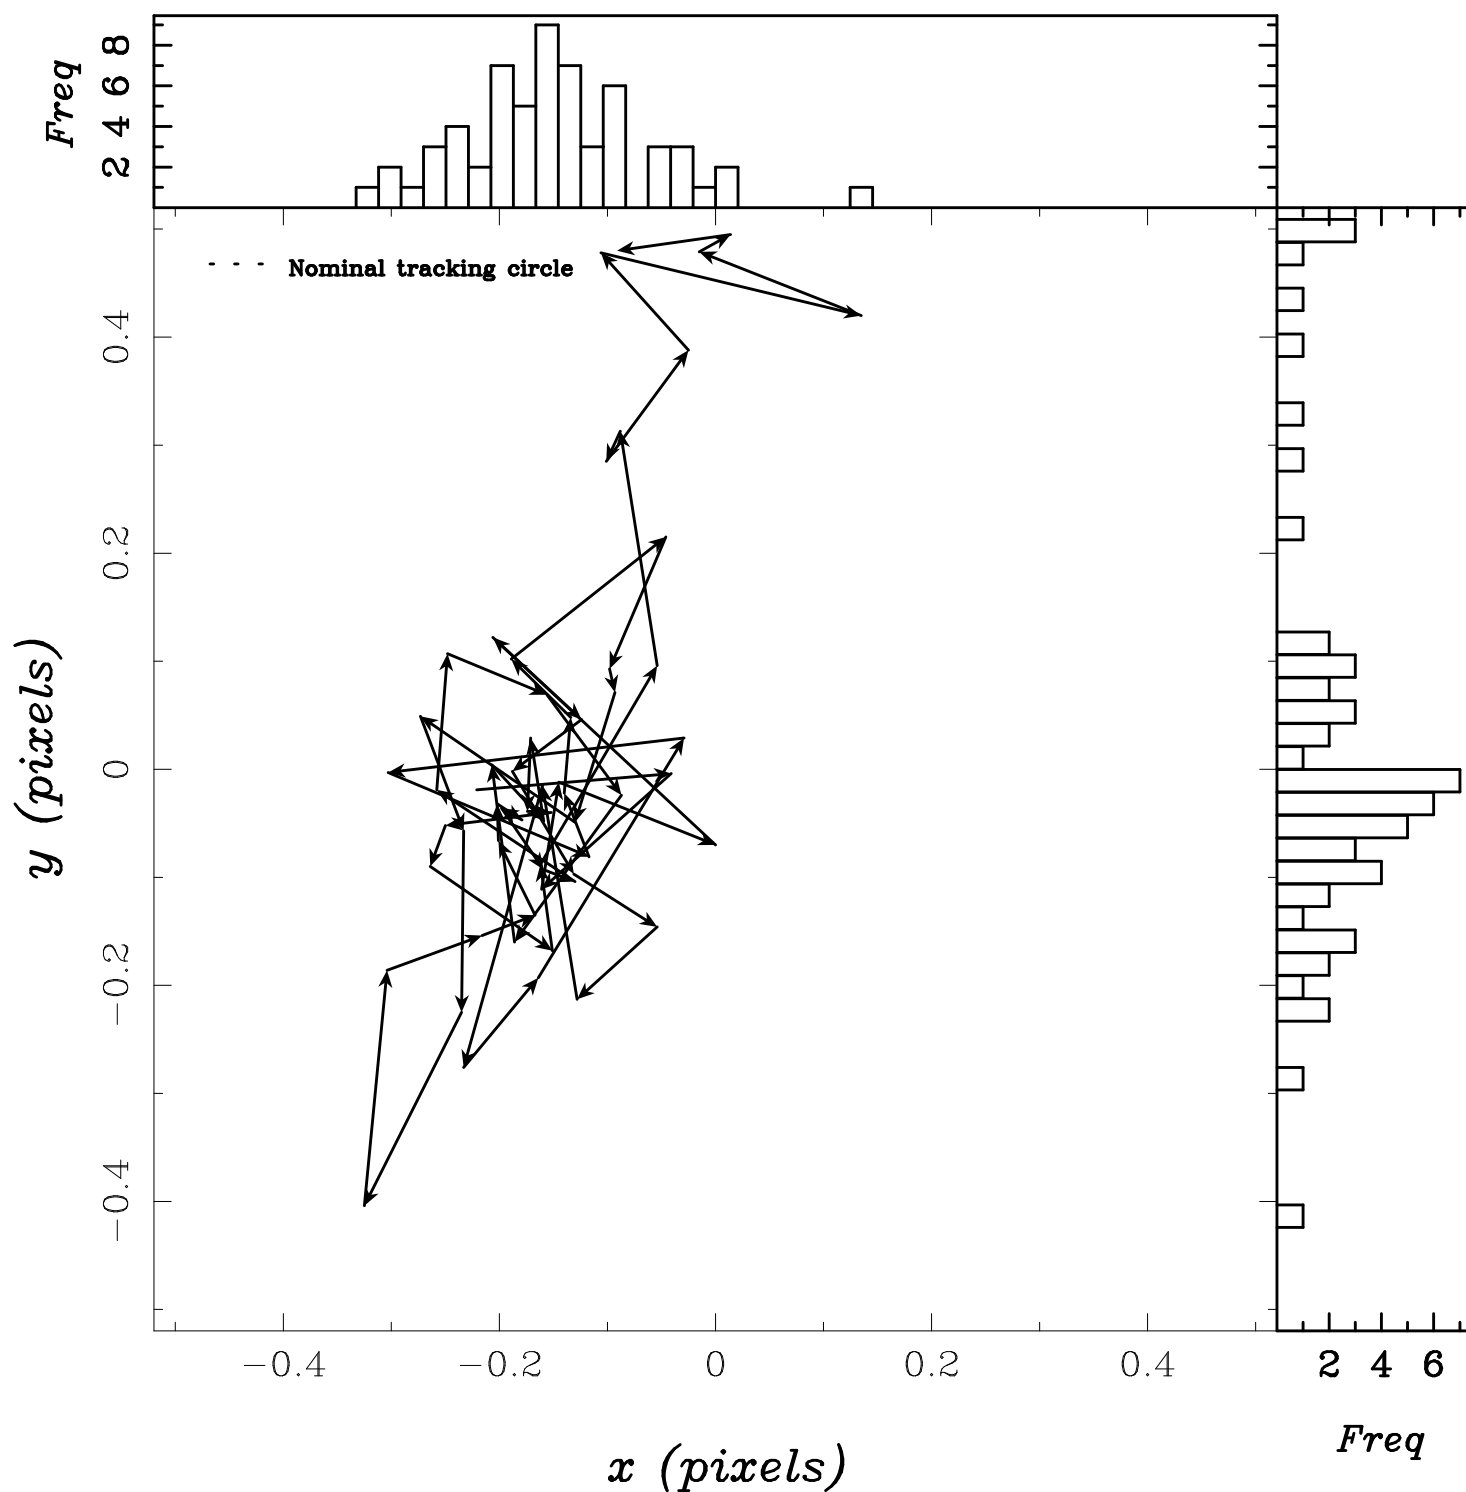 Freq
2 4 6 8
- - - Nominal tracking circle
y (pixels)
0.4
0.2
0
−0.2
−0.4
−0.4 −0.2 0 0.2 0.4
x (pixels)
2 4 6
Freq